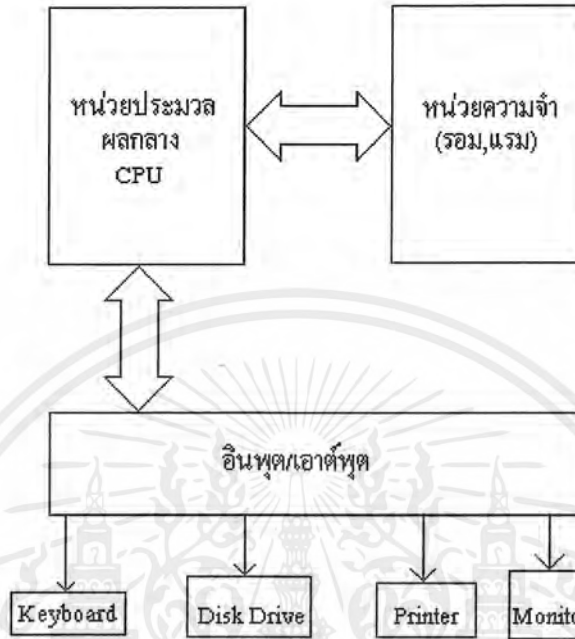 หน่วยประมวล
ผลกลาง
CPU
หน่วยความจำ
(รอม,แรม)
อินพุต/เอาต์พุต
Keyboard
Disk Drive
Printer
Monito